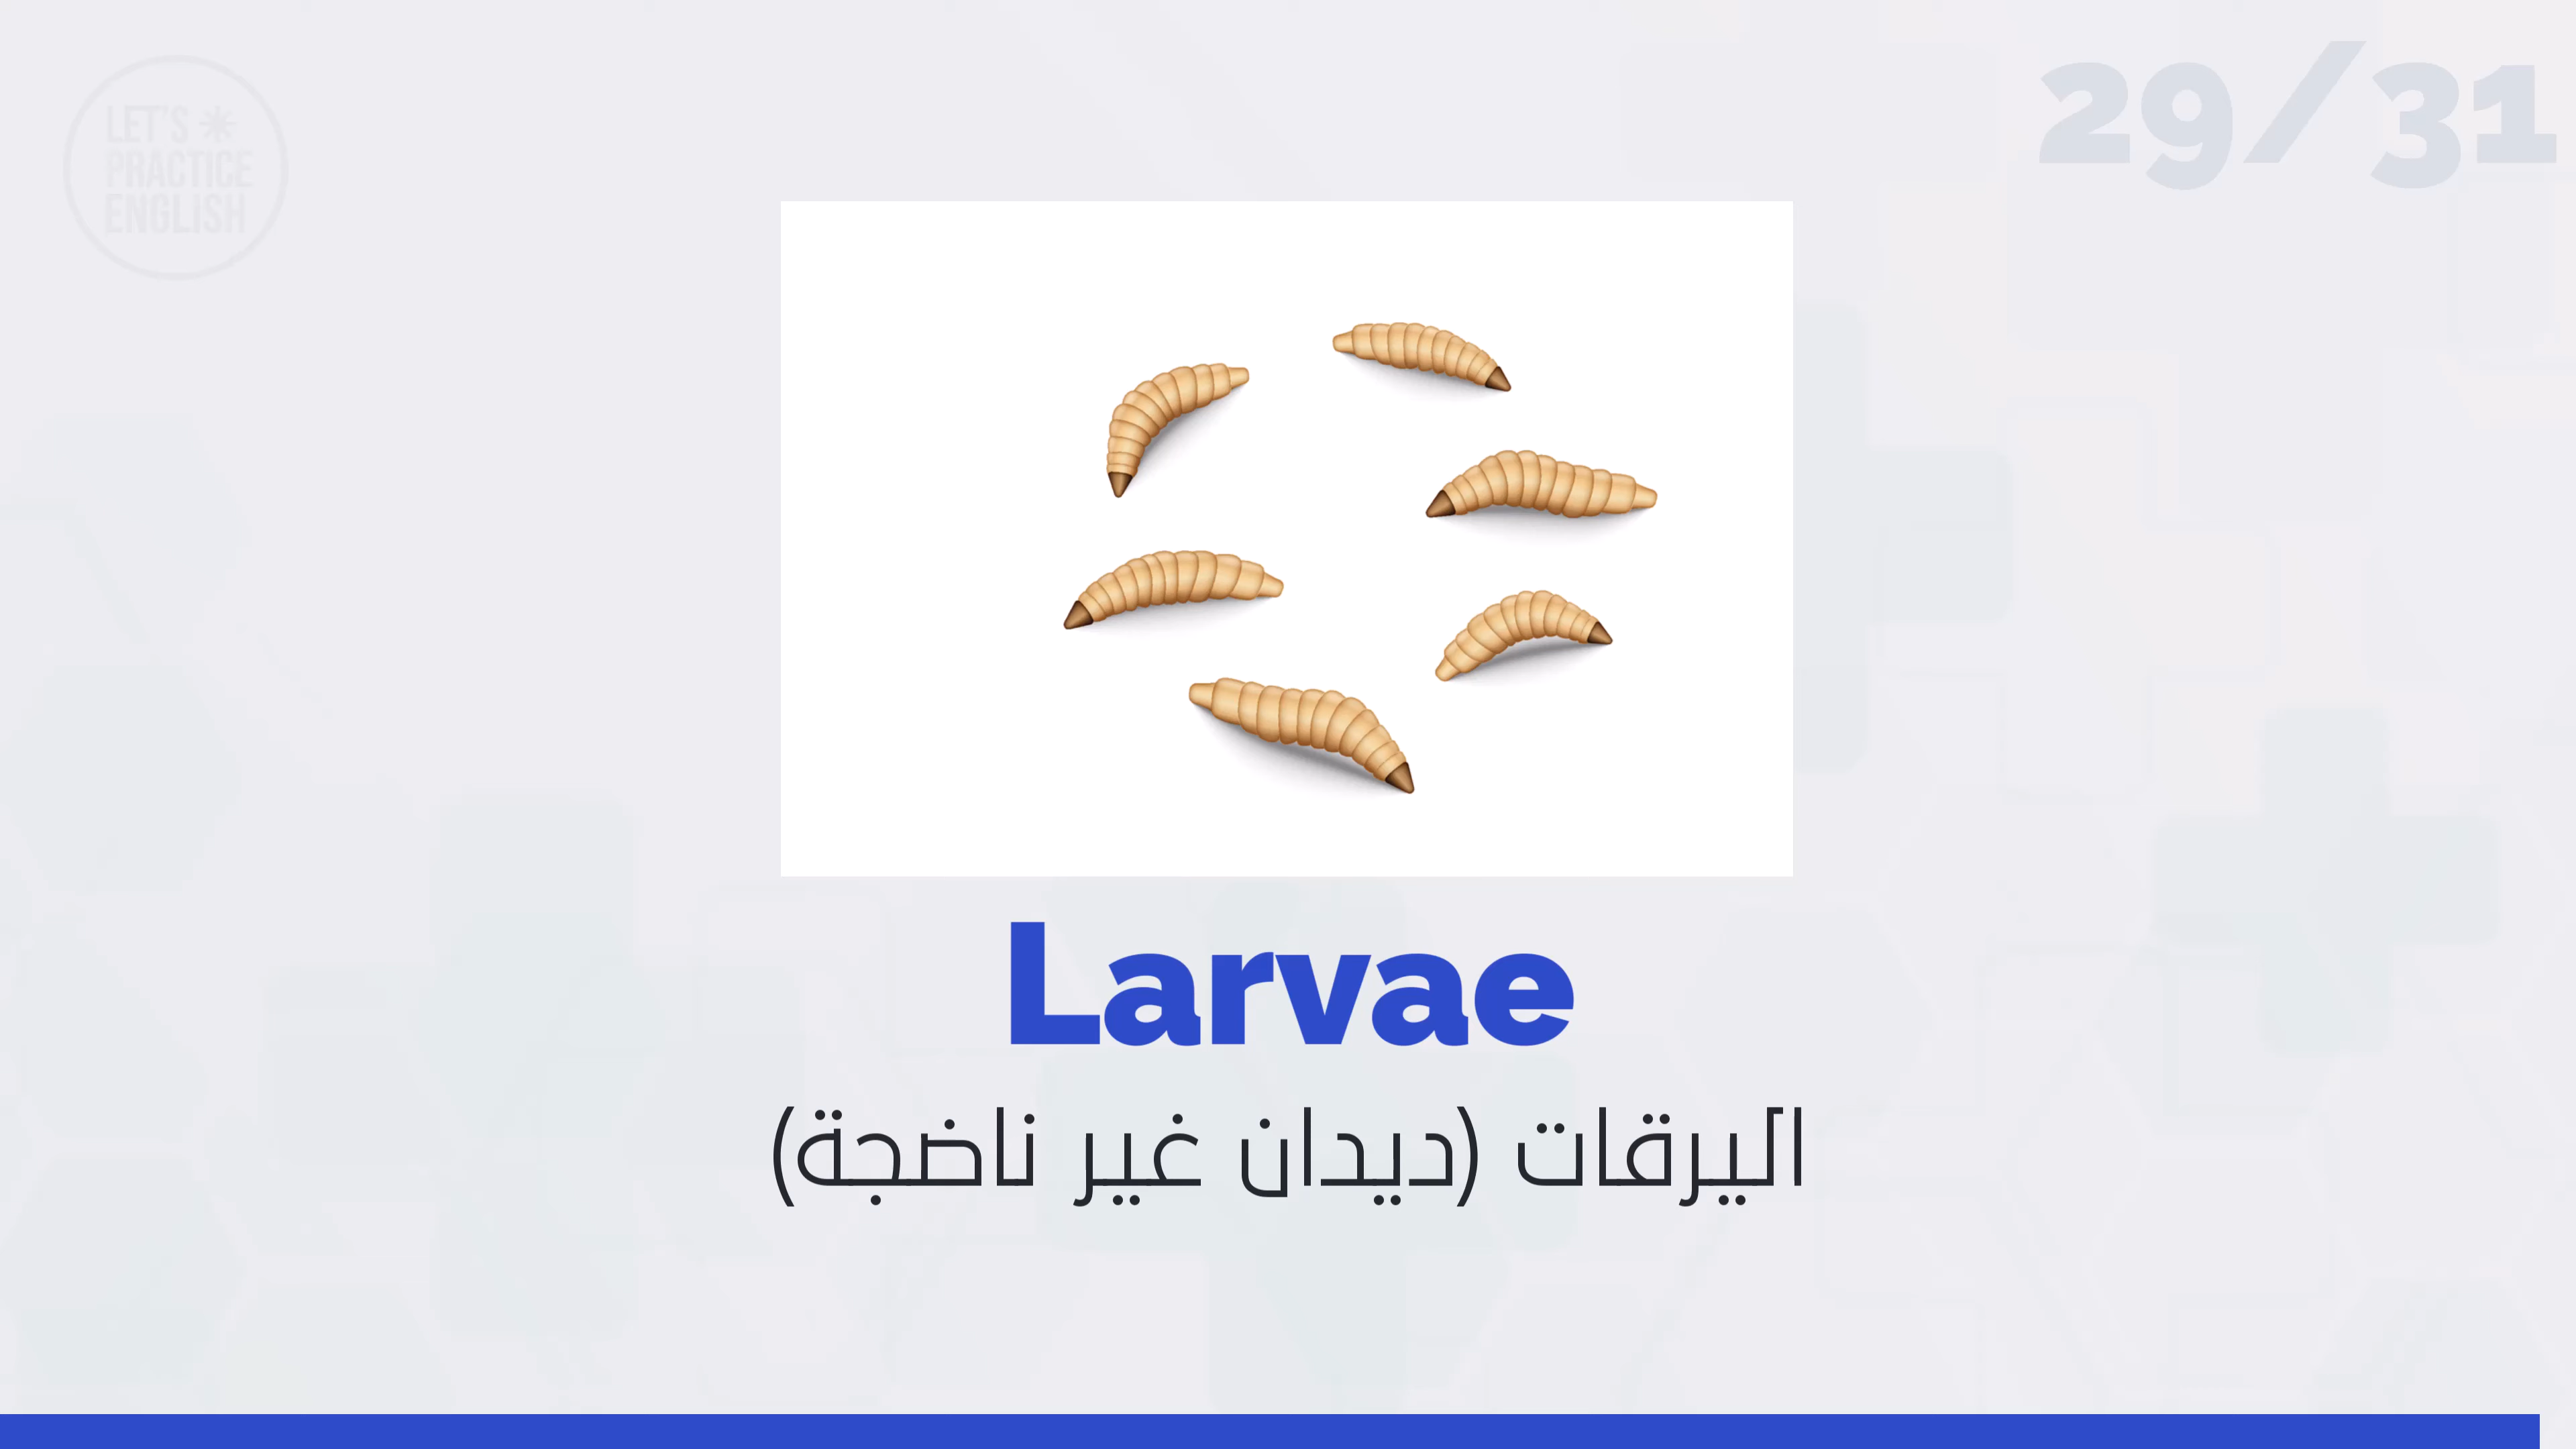 LET'S
PRACTICE
ENGLISH
29/31
Larvae
اليرقات (ديدان غير ناضجة)